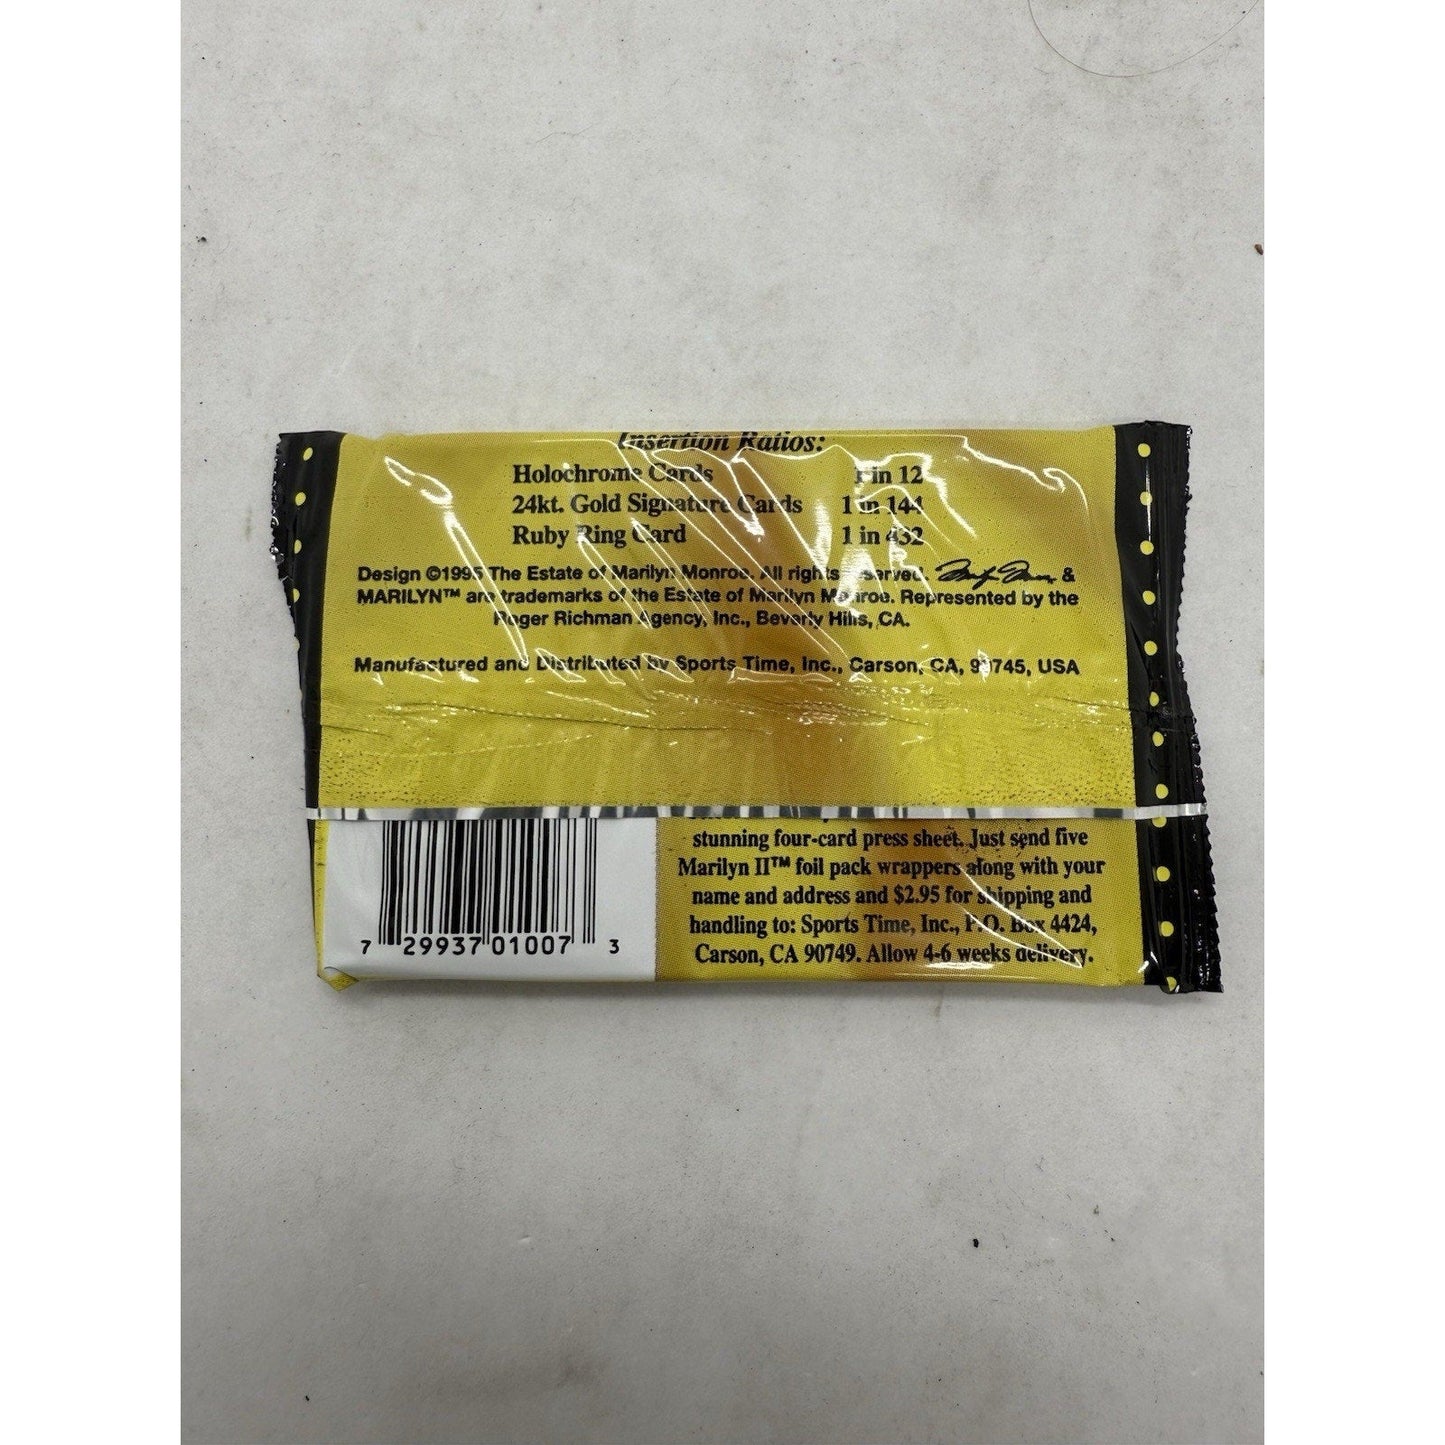 Insertion Ratios:
Holochrome Cards 1 in 12
24kt. Gold Signature Cards 1 in 144
Ruby Ring Card 1 in 432
Design ©1995 The Estate of Marilyn Monroe. All rights reserved. Marilyn Monroe &
MARILYN™ are trademarks of the Estate of Marilyn Monroe. Represented by the
Roger Richman Agency, Inc., Beverly Hills, CA.
Manufactured and Distributed by Sports Time, Inc., Carson, CA, 90745, USA
stunning four-card press sheet. Just send five
Marilyn II™ foil pack wrappers along with your
name and address and $2.95 for shipping and
handling to: Sports Time, Inc., P.O. Box 4424,
Carson, CA 90749. Allow 4-6 weeks delivery.
7 29937 01007 3